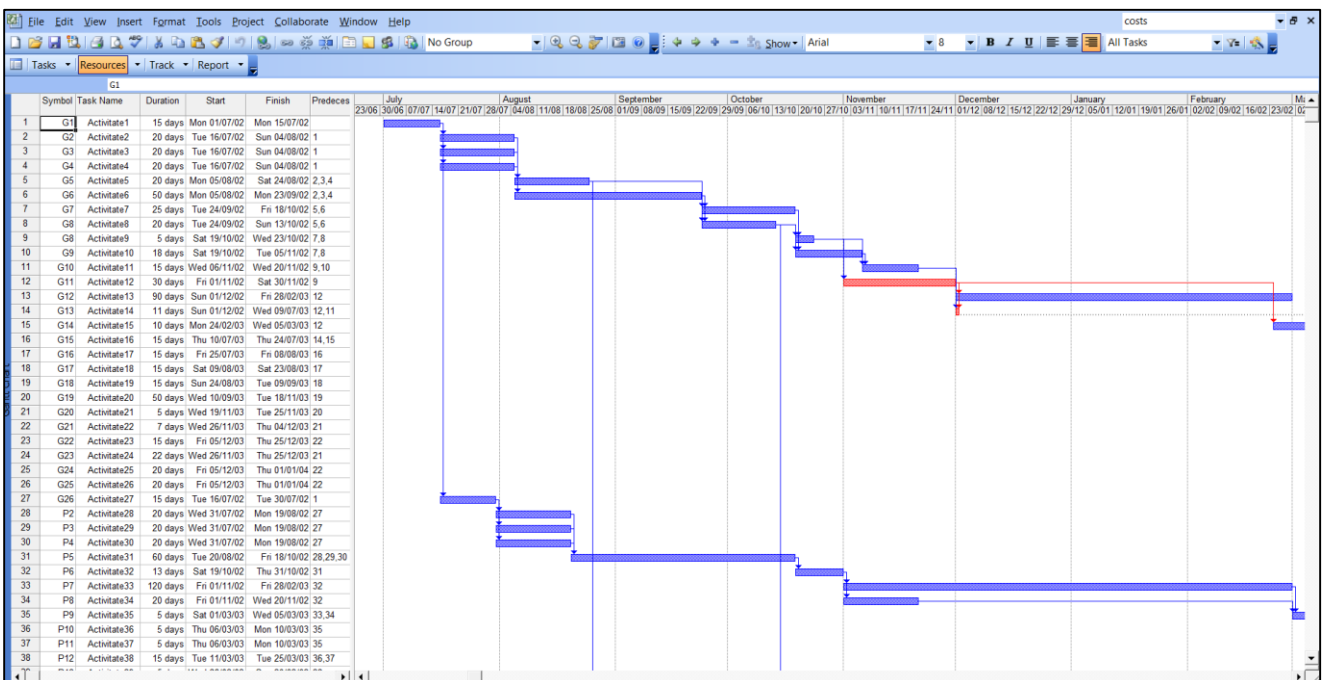 File Edit View Insert Format Tools Project Collaborate Window Help costs
No Group Show Arial 8 B I U All Tasks
Tasks Resources Track Report
G1
Symbol Task Name Duration Start Finish Predeces July August September October November December January February
23/06 30/06 07/07 14/07 21/07 28/07 04/08 11/08 18/08 25/08 01/09 08/09 15/09 22/09 29/09 06/10 13/10 20/10 27/10 03/11 10/11 17/11 24/11 01/12 08/12 15/12 22/12 29/12 05/01 12/01 19/01 26/01 02/02 09/02 16/02 23/02
1 G1 Activitate1 15 days Mon 01/07/02 Mon 15/07/02
2 G2 Activitate2 20 days Tue 16/07/02 Sun 04/08/02 1
3 G3 Activitate3 20 days Tue 16/07/02 Sun 04/08/02 1
4 G4 Activitate4 20 days Tue 16/07/02 Sun 04/08/02 1
5 G5 Activitate5 20 days Mon 05/08/02 Sat 24/08/02 2,3,4
6 G6 Activitate6 50 days Mon 05/08/02 Mon 23/09/02 2,3,4
7 G7 Activitate7 25 days Tue 24/09/02 Fri 18/10/02 5,6
8 G8 Activitate8 20 days Tue 24/09/02 Sun 13/10/02 5,6
9 G8 Activitate9 5 days Sat 19/10/02 Wed 23/10/02 7,8
10 G9 Activitate10 18 days Sat 19/10/02 Tue 05/11/02 7,8
11 G10 Activitate11 15 days Wed 06/11/02 Wed 20/11/02 9,10
12 G11 Activitate12 30 days Fri 01/11/02 Sat 30/11/02 9
13 G12 Activitate13 90 days Sun 01/12/02 Fri 28/02/03 12
14 G13 Activitate14 11 days Sun 01/12/02 Wed 09/07/03 12,11
15 G14 Activitate15 10 days Mon 24/02/03 Wed 05/03/03 12
16 G15 Activitate16 15 days Thu 10/07/03 Thu 24/07/03 14,15
17 G16 Activitate17 15 days Fri 25/07/03 Fri 08/08/03 16
18 G17 Activitate18 15 days Sat 09/08/03 Sat 23/08/03 17
19 G18 Activitate19 15 days Sun 24/08/03 Tue 09/09/03 18
20 G19 Activitate20 50 days Wed 10/09/03 Tue 18/11/03 19
21 G20 Activitate21 5 days Wed 19/11/03 Tue 25/11/03 20
22 G21 Activitate22 7 days Wed 26/11/03 Thu 04/12/03 21
23 G22 Activitate23 15 days Fri 05/12/03 Thu 25/12/03 22
24 G23 Activitate24 22 days Wed 26/11/03 Thu 25/12/03 21
25 G24 Activitate25 20 days Fri 05/12/03 Thu 01/01/04 22
26 G25 Activitate26 20 days Fri 05/12/03 Thu 01/01/04 22
27 G26 Activitate27 15 days Tue 16/07/02 Tue 30/07/02 1
28 P2 Activitate28 20 days Wed 31/07/02 Mon 19/08/02 27
29 P3 Activitate29 20 days Wed 31/07/02 Mon 19/08/02 27
30 P4 Activitate30 20 days Wed 31/07/02 Mon 19/08/02 27
31 P5 Activitate31 60 days Tue 20/08/02 Fri 18/10/02 28,29,30
32 P6 Activitate32 13 days Sat 19/10/02 Thu 31/10/02 31
33 P7 Activitate33 120 days Fri 01/11/02 Fri 28/02/03 32
34 P8 Activitate34 20 days Fri 01/11/02 Wed 20/11/02 32
35 P9 Activitate35 5 days Sat 01/03/03 Wed 05/03/03 33,34
36 P10 Activitate36 5 days Thu 06/03/03 Mon 10/03/03 35
37 P11 Activitate37 5 days Thu 06/03/03 Mon 10/03/03 35
38 P12 Activitate38 15 days Tue 11/03/03 Tue 25/03/03 36,37